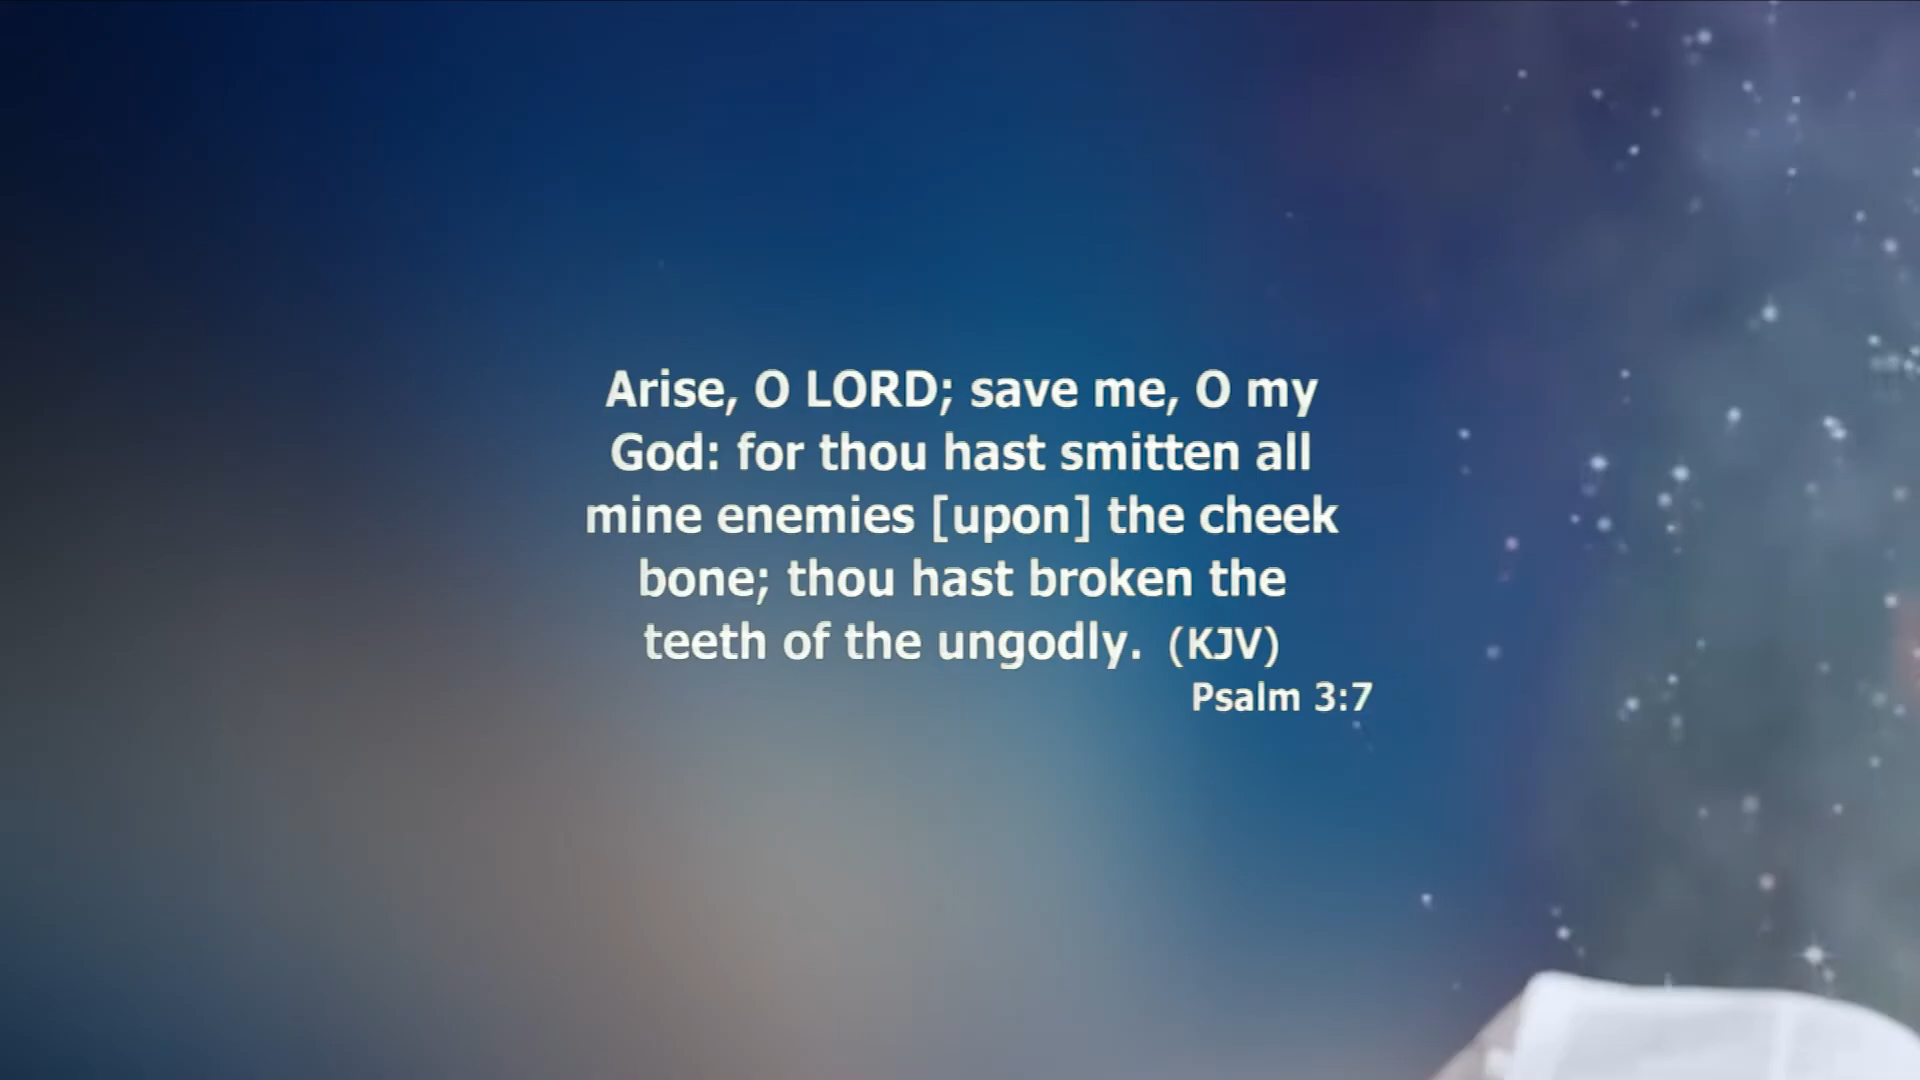 Arise, O LORD; save me, O my
God: for thou hast smitten all
mine enemies [upon] the cheek
bone; thou hast broken the
teeth of the ungodly. (KJV)
Psalm 3:7